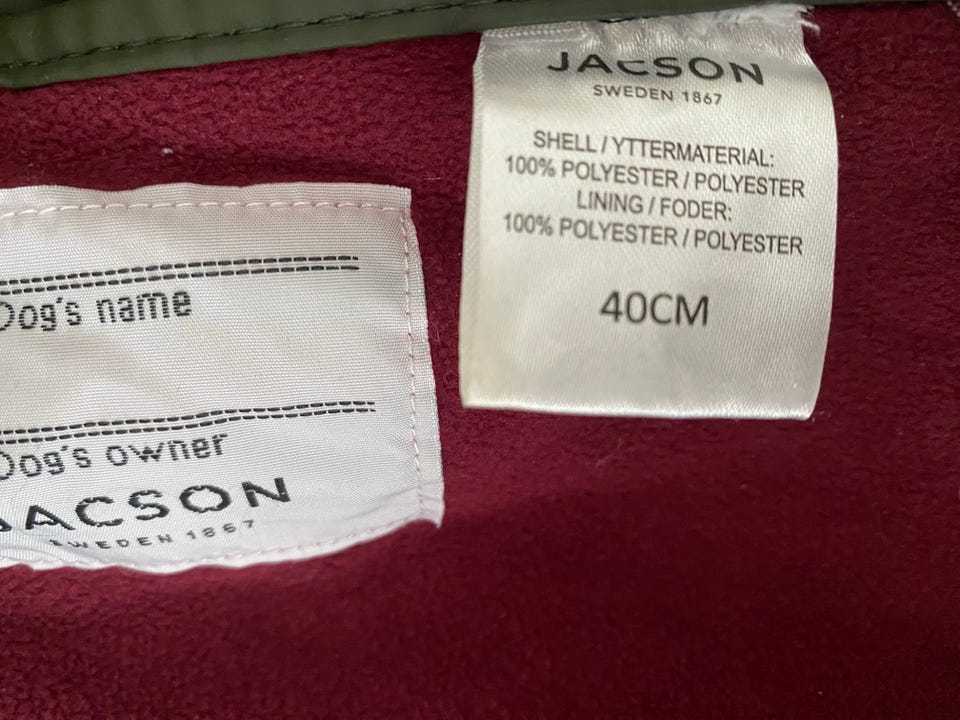 JACSON
SWEDEN 1867
SHELL / YTTERMATERIAL:
100% POLYESTER / POLYESTER
LINING / FODER:
100% POLYESTER / POLYESTER
40CM
Dog's name
Dog's owner
JACSON
SWEDEN 1867